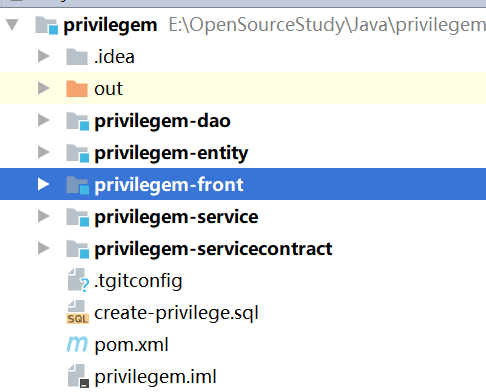 privilegem E:\OpenSourceStudy\Java\privilegem
.idea
out
privilegem-dao
privilegem-entity
privilegem-front
privilegem-service
privilegem-servicecontract
.tgitconfig
SQL create-privilege.sql
m pom.xml
privilegem.iml